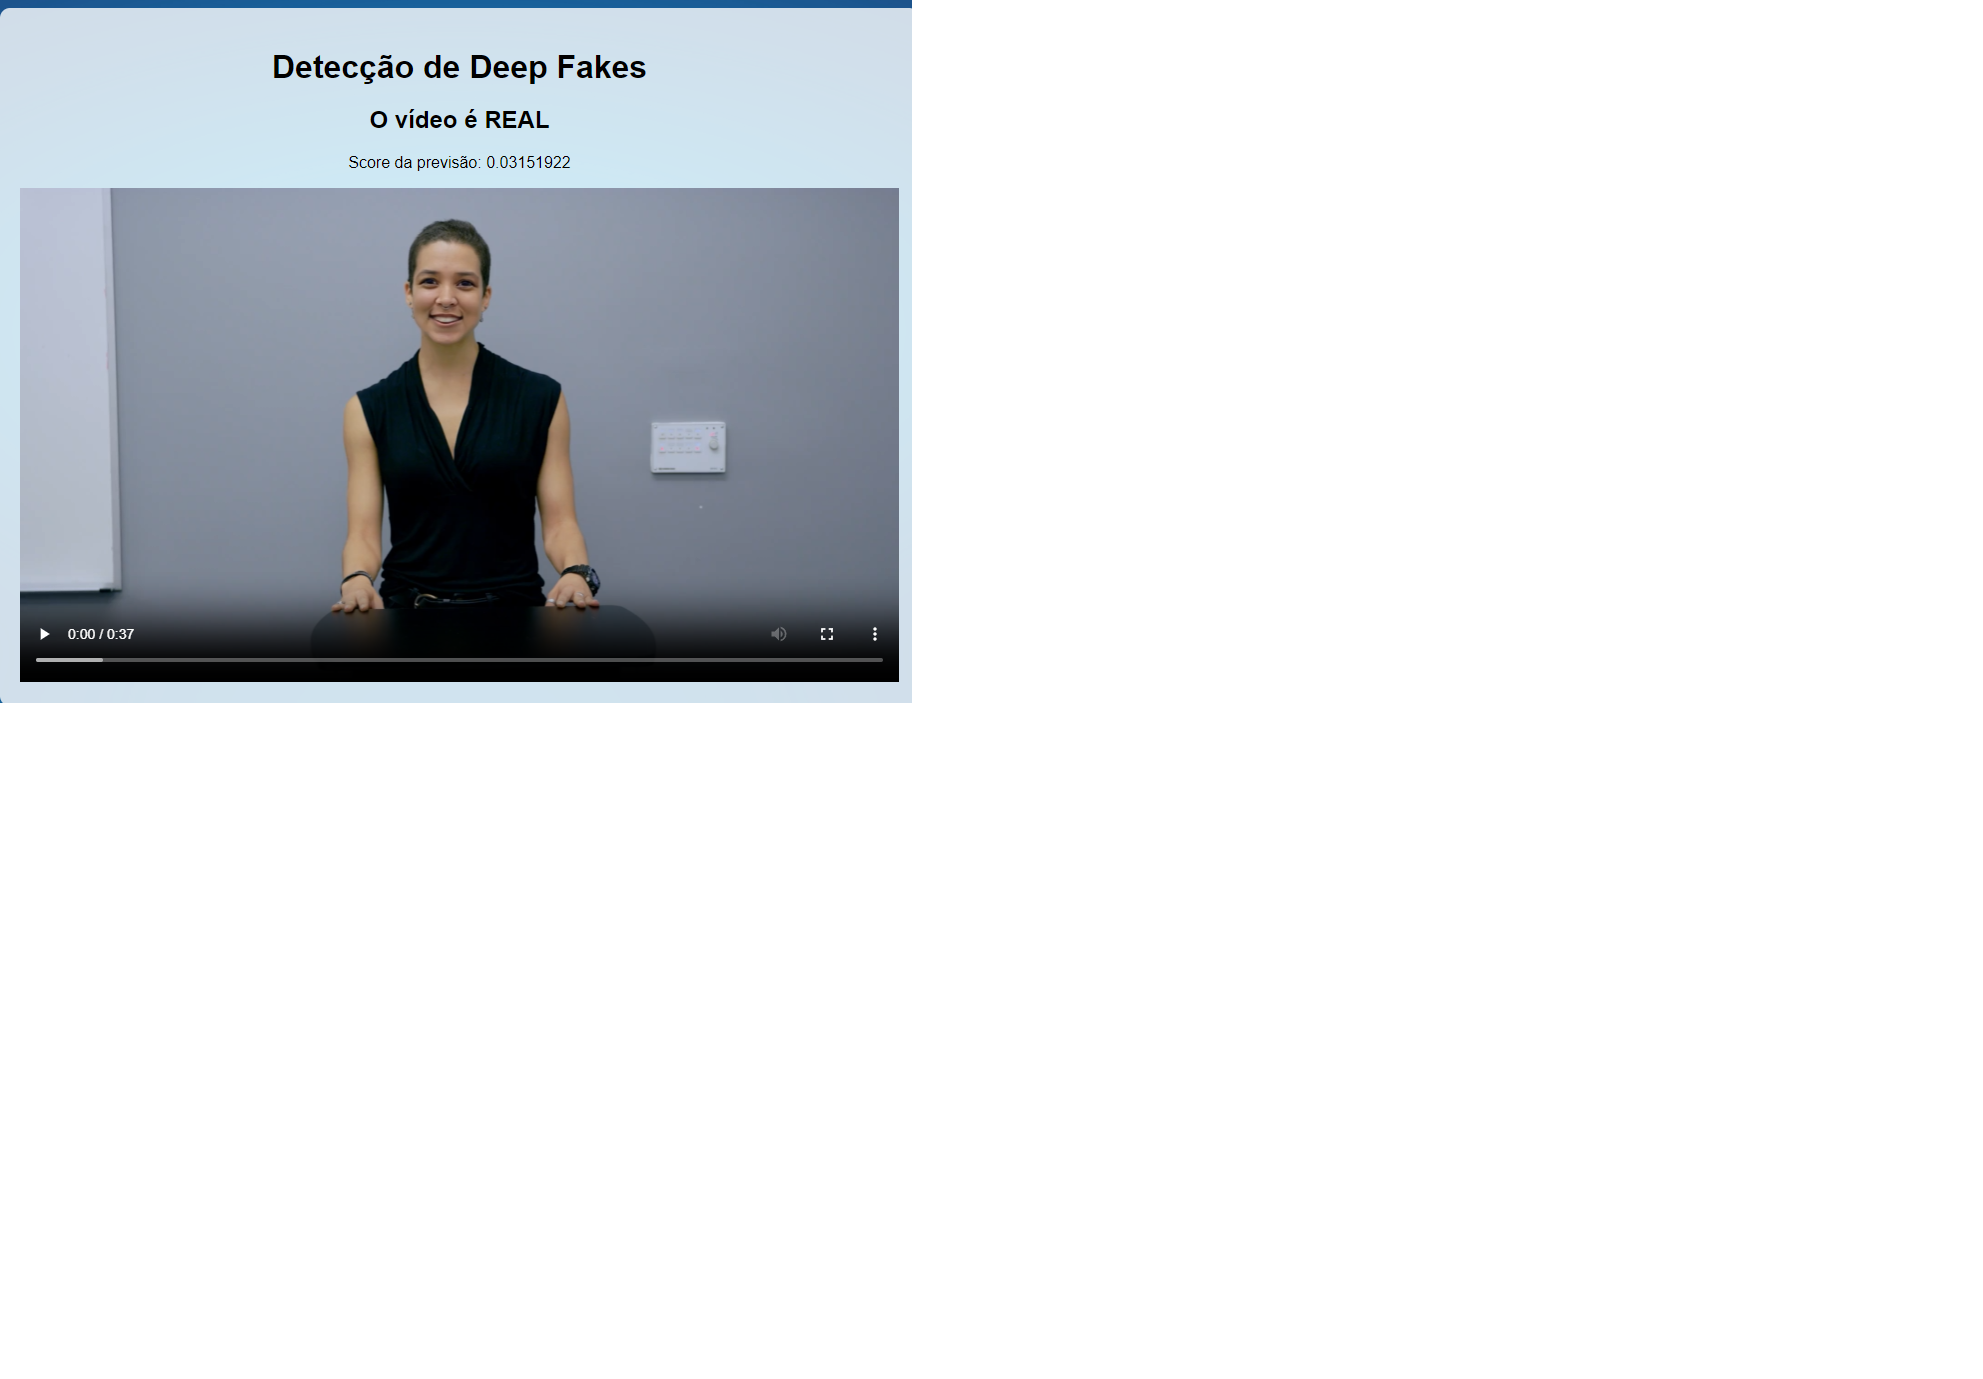 Detecção de Deep Fakes
O vídeo é REAL
Score da previsão: 0.03151922
0:00 / 0:37